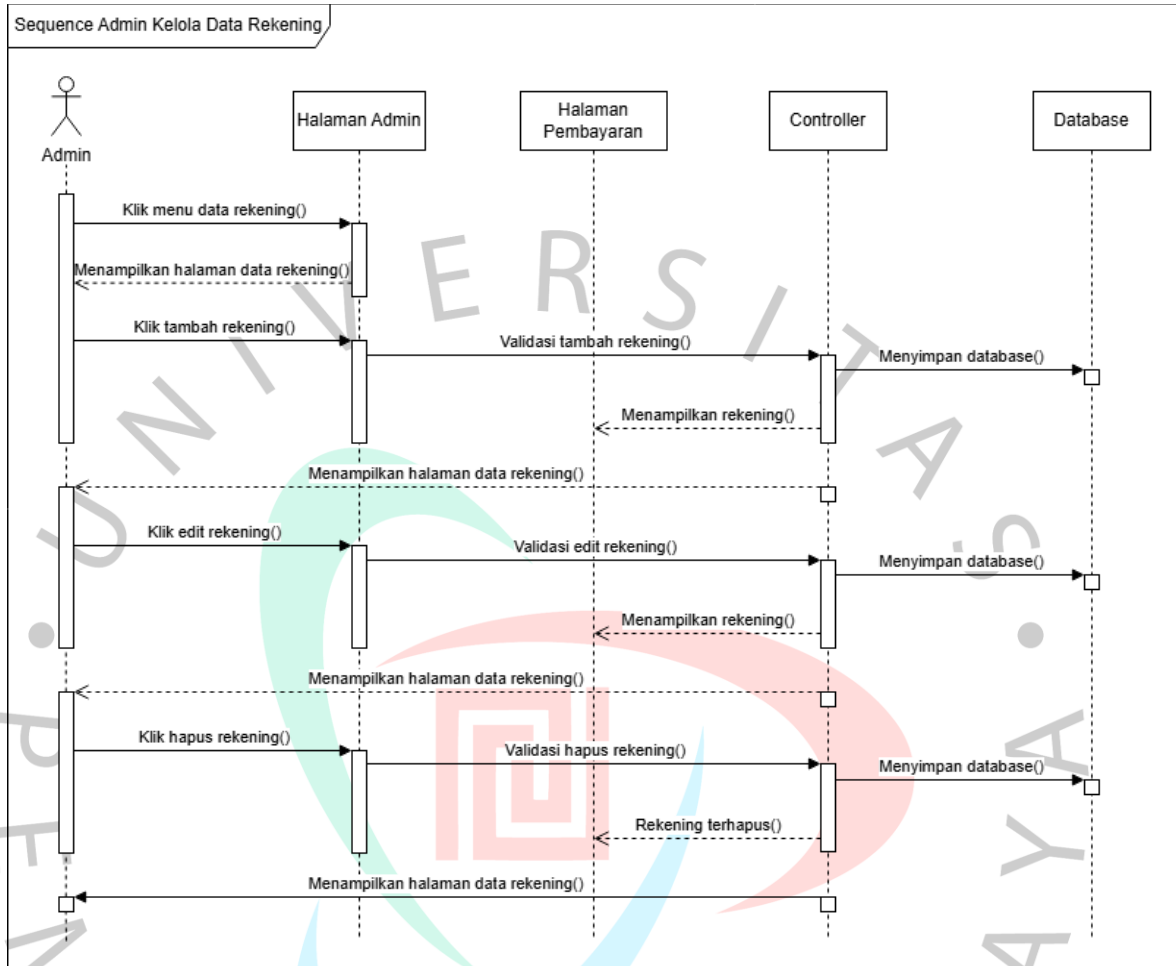 Sequence Admin Kelola Data Rekening
Admin
Halaman Admin
Halaman
Pembayaran
Controller
Database
Klik menu data rekening()
Menampilkan halaman data rekening()
Klik tambah rekening()
Validasi tambah rekening()
Menyimpan database()
Menampilkan rekening()
Menampilkan halaman data rekening()
Klik edit rekening()
Validasi edit rekening()
Menyimpan database()
Menampilkan rekening()
Menampilkan halaman data rekening()
Klik hapus rekening()
Validasi hapus rekening()
Menyimpan database()
Rekening terhapus()
Menampilkan halaman data rekening()
UNIVERSITAS